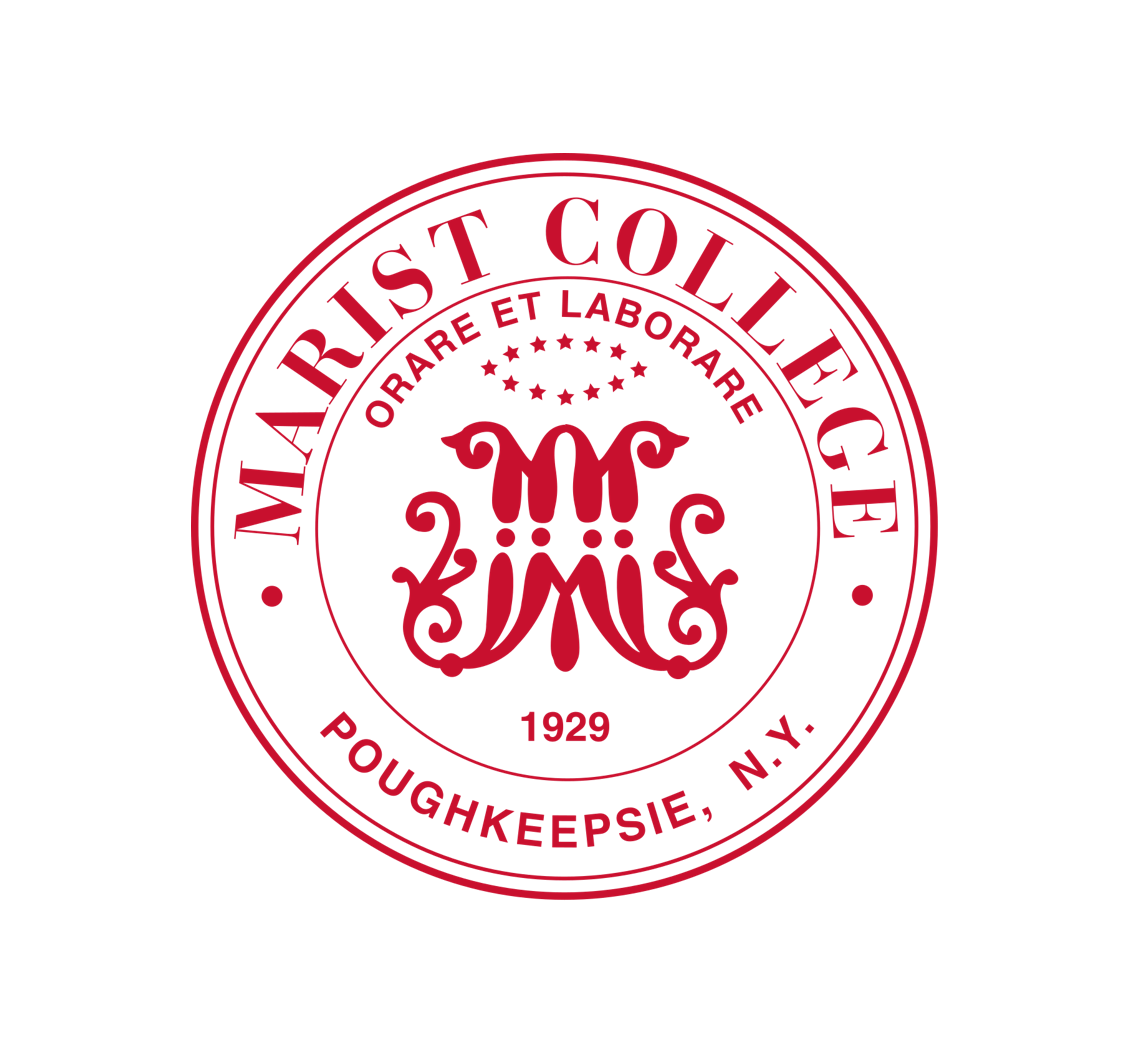 MARIST COLLEGE
ORARE ET LABORARE
1929
POUGHKEEPSIE, N.Y.